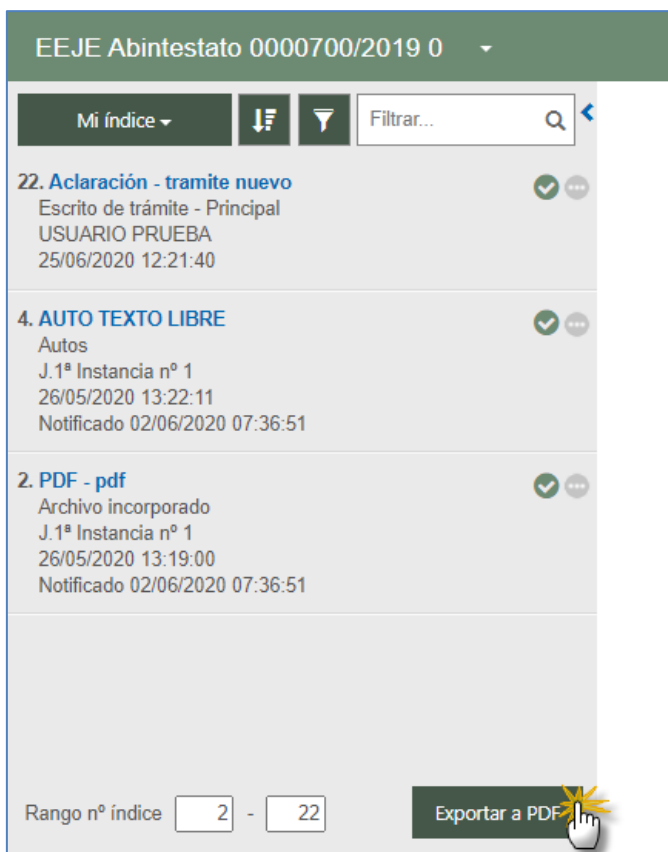 EEJE Abintestato 0000700/2019 0
Mi índice Filtrar...
22. Aclaración - tramite nuevo
Escrito de trámite - Principal
USUARIO PRUEBA
25/06/2020 12:21:40
4. AUTO TEXTO LIBRE
Autos
J.1ª Instancia nº 1
26/05/2020 13:22:11
Notificado 02/06/2020 07:36:51
2. PDF - pdf
Archivo incorporado
J.1ª Instancia nº 1
26/05/2020 13:19:00
Notificado 02/06/2020 07:36:51
Rango nº índice 2 - 22 Exportar a PDF